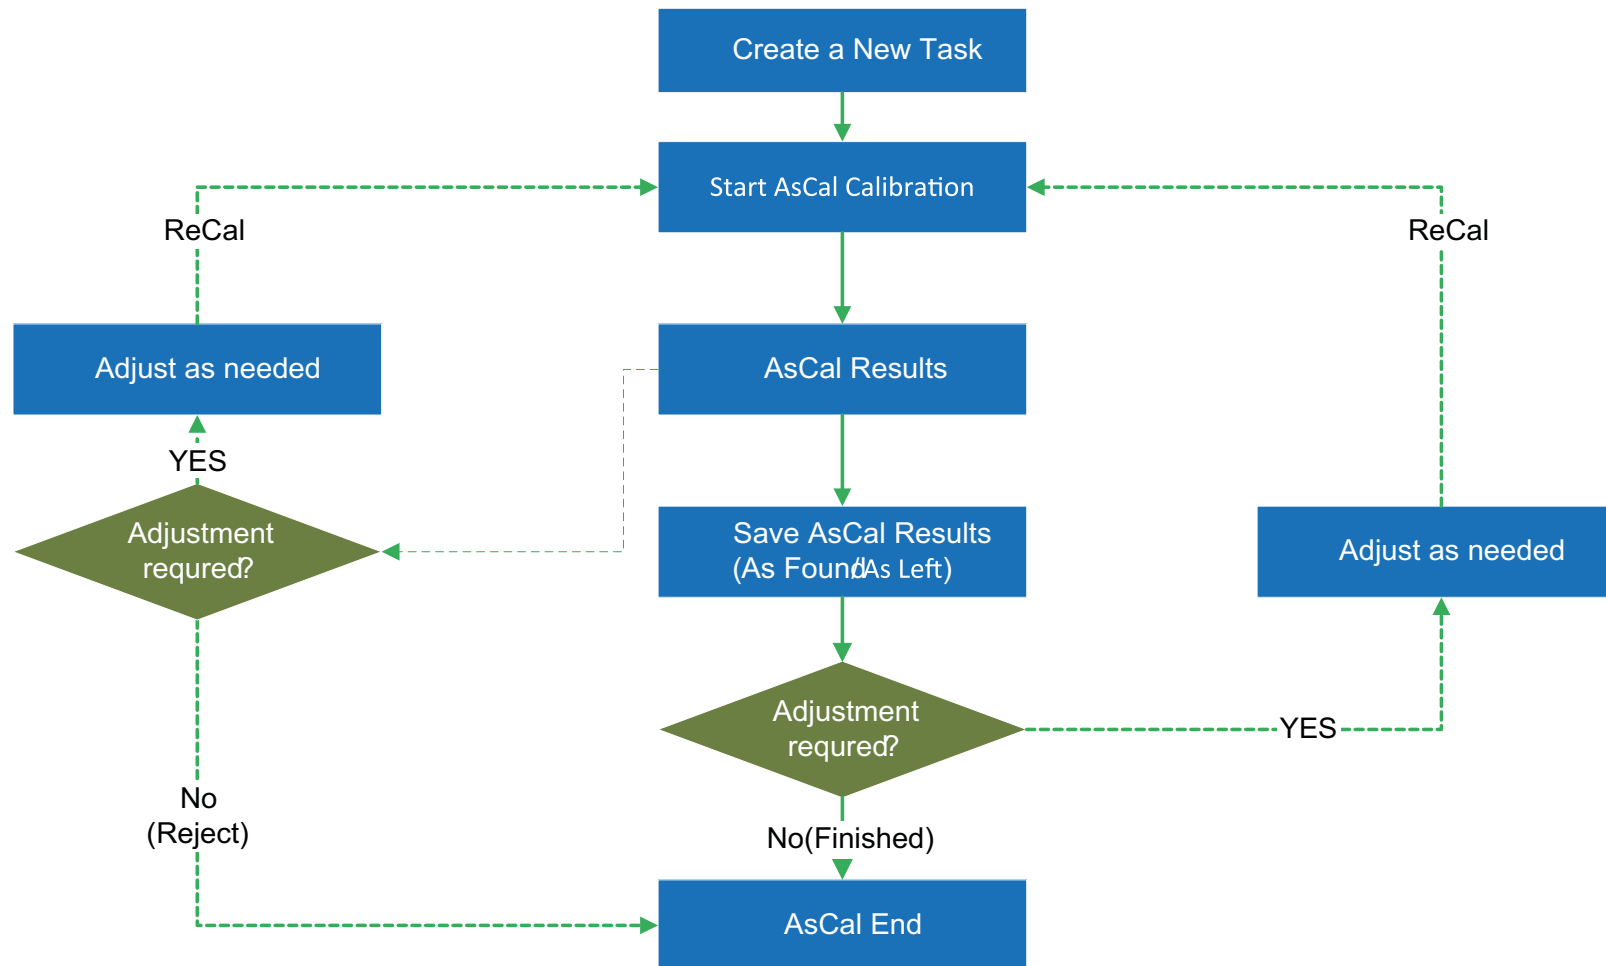 Create a New Task
Start AsCal Calibration
ReCal
ReCal
Adjust as needed
AsCal Results
YES
Adjustment
requred?
Save AsCal Results
(As Found/As Left)
Adjust as needed
Adjustment
requred?
YES
No
(Reject)
No(Finished)
AsCal End